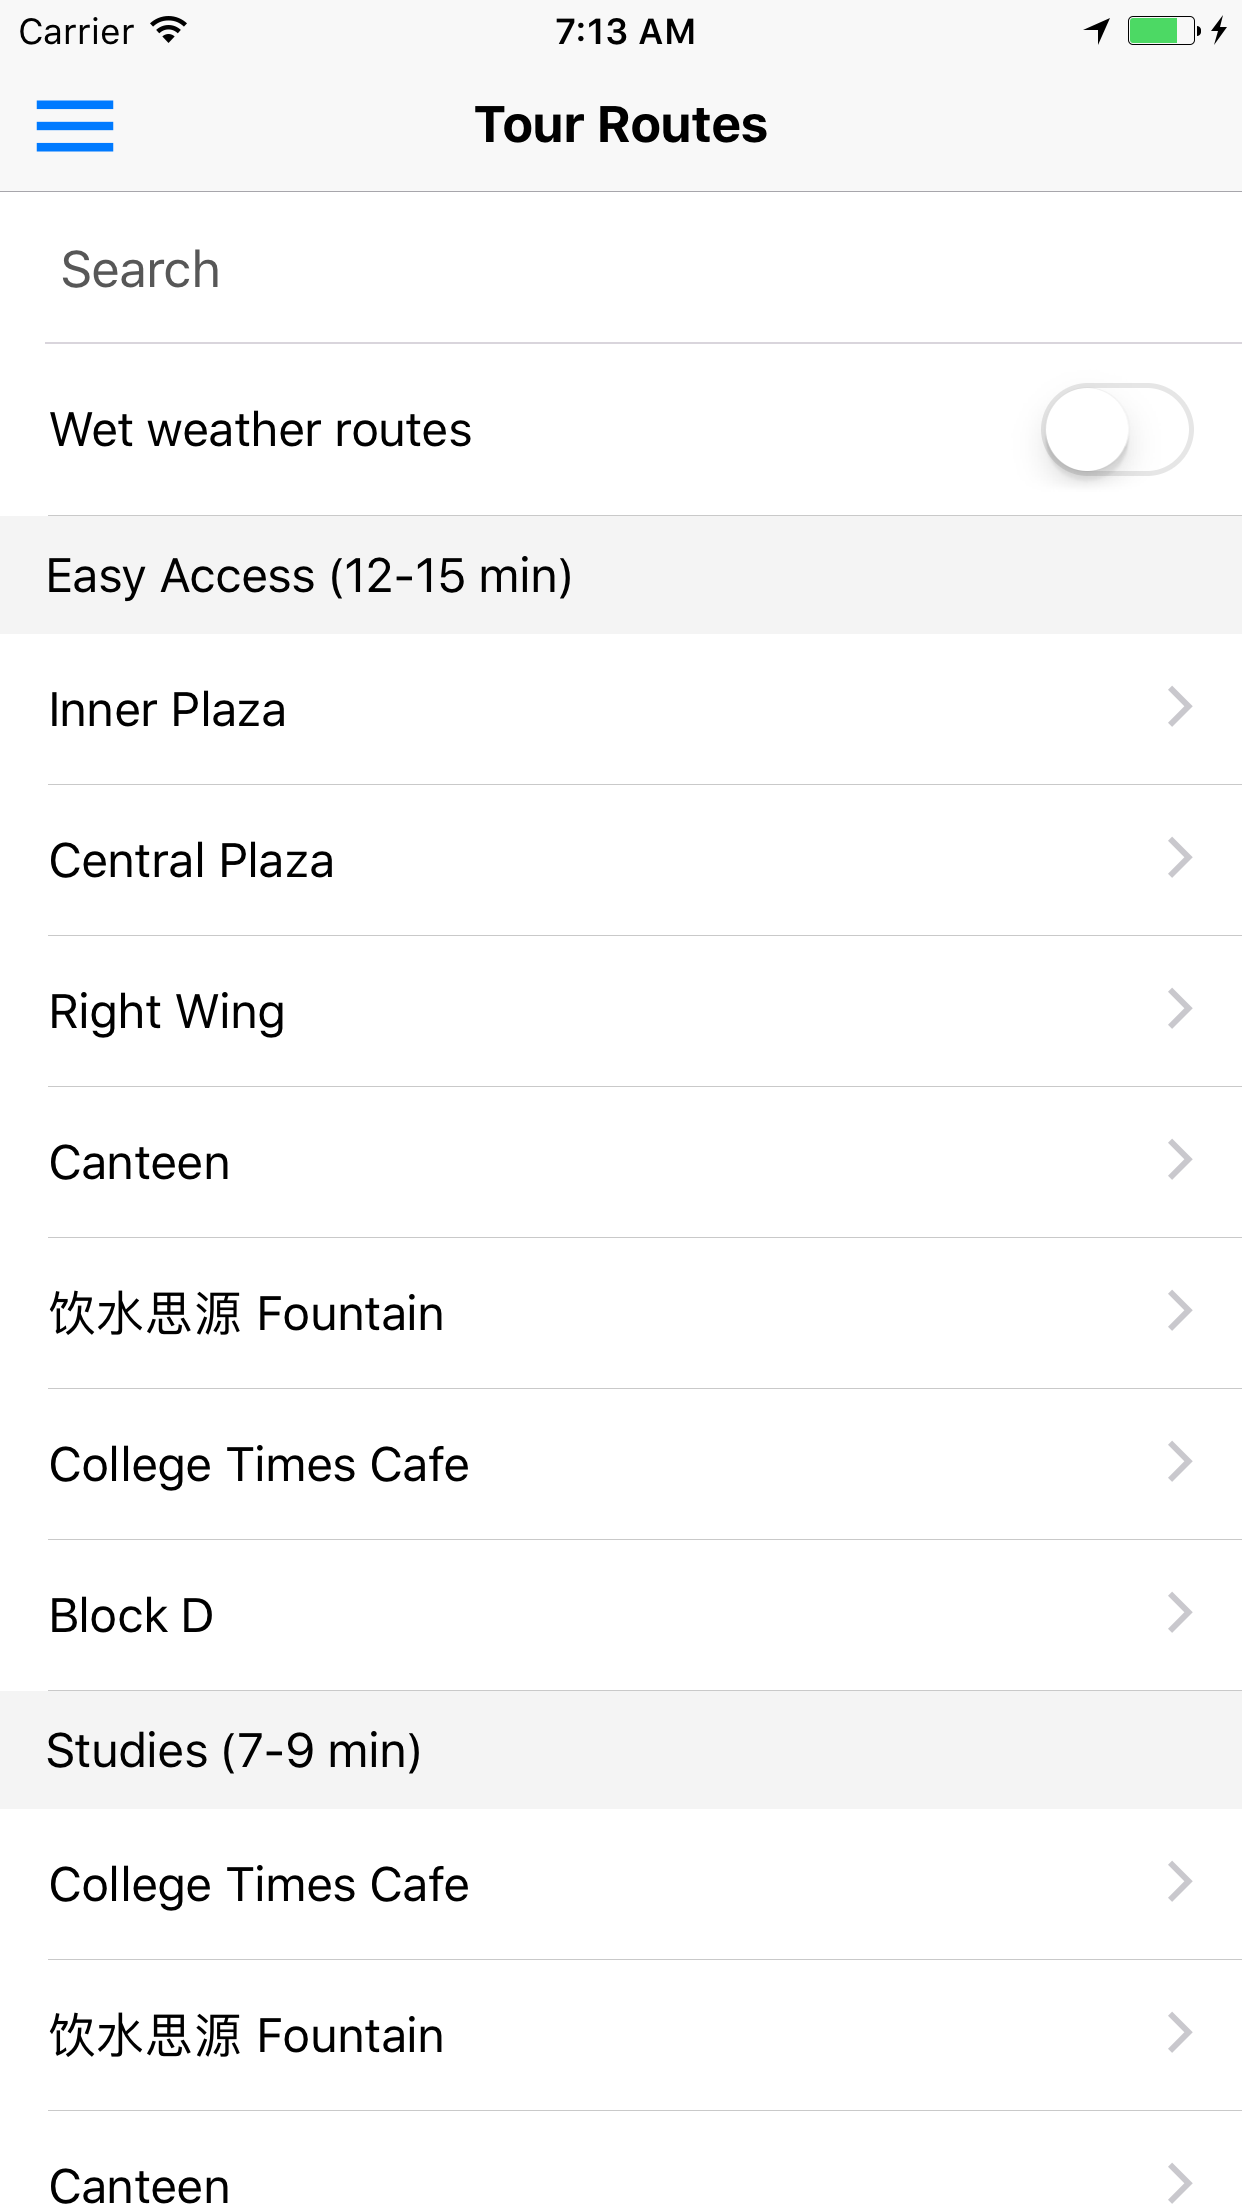 Carrier 7:13 AM
Tour Routes
Search
Wet weather routes
Easy Access (12-15 min)
Inner Plaza
Central Plaza
Right Wing
Canteen
饮水思源 Fountain
College Times Cafe
Block D
Studies (7-9 min)
College Times Cafe
饮水思源 Fountain
Canteen